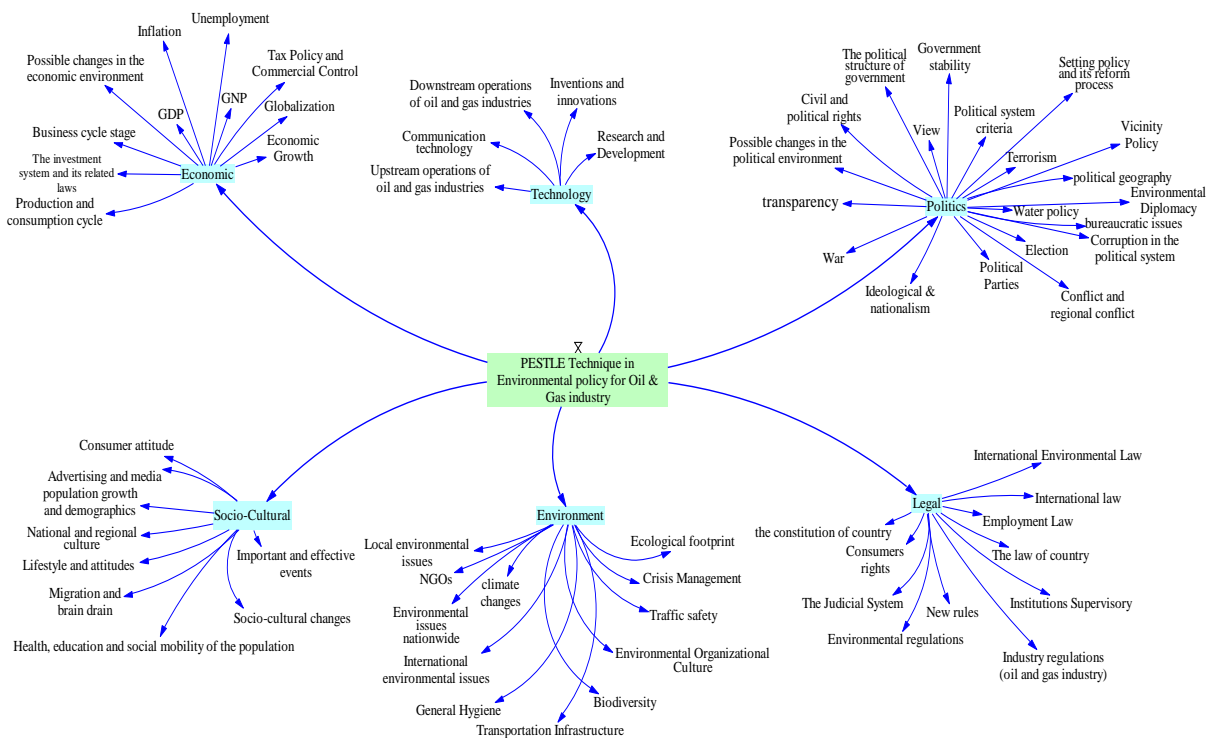 Unemployment
Inflation
Possible changes in the
economic environment
Tax Policy and
Commercial Control
GNP
Globalization
GDP
Business cycle stage
Economic
Growth
The investment
system and its related
laws
Economic
Production and
consumption cycle
Downstream operations
of oil and gas industries
Inventions and
innovations
Communication
technology
Research and
Development
Upstream operations of
oil and gas industries
Technology
The political
structure of
government
Government
stability
Setting policy
and its reform
process
Civil and
political rights
Political system
criteria
View
Vicinity
Policy
Possible changes in the
political environment
Terrorism
political geography
transparency
Politics
Water policy
Environmental
Diplomacy
bureaucratic issues
Corruption in the
political system
Election
War
Political
Parties
Ideological &
nationalism
Conflict and
regional conflict
PESTLE Technique in
Environmental policy for Oil &
Gas industry
Consumer attitude
Advertising and media
population growth
and demographics
Socio-Cultural
National and regional
culture
Important and effective
events
Lifestyle and attitudes
Migration and
brain drain
Socio-cultural changes
Health, education and social mobility of the population
Environment
Local environmental
issues
Ecological footprint
NGOs
climate
changes
Crisis Management
Environmental
issues
nationwide
Traffic safety
International
environmental issues
Environmental Organizational
Culture
General Hygiene
Biodiversity
Transportation Infrastructure
International Environmental Law
Legal
International law
the constitution of country
Employment Law
Consumers
rights
The law of country
The Judicial System
New rules
Institutions Supervisory
Environmental regulations
Industry regulations
(oil and gas industry)